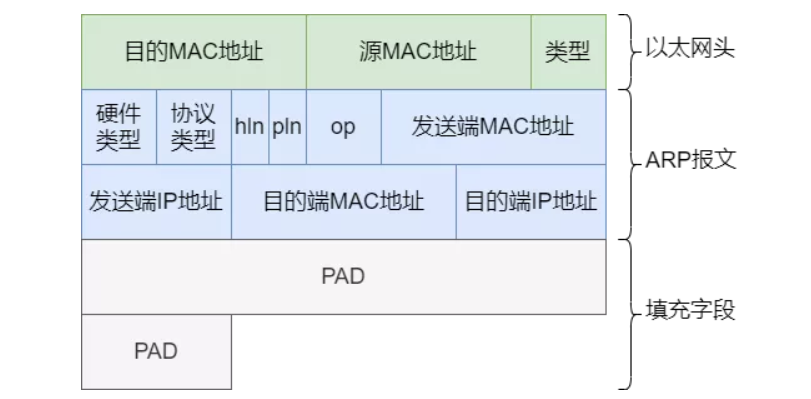 目的MAC地址 源MAC地址 类型 以太网头
硬件类型 协议类型 hln pln op 发送端MAC地址
ARP报文
发送端IP地址 目的端MAC地址 目的端IP地址
PAD
填充字段
PAD